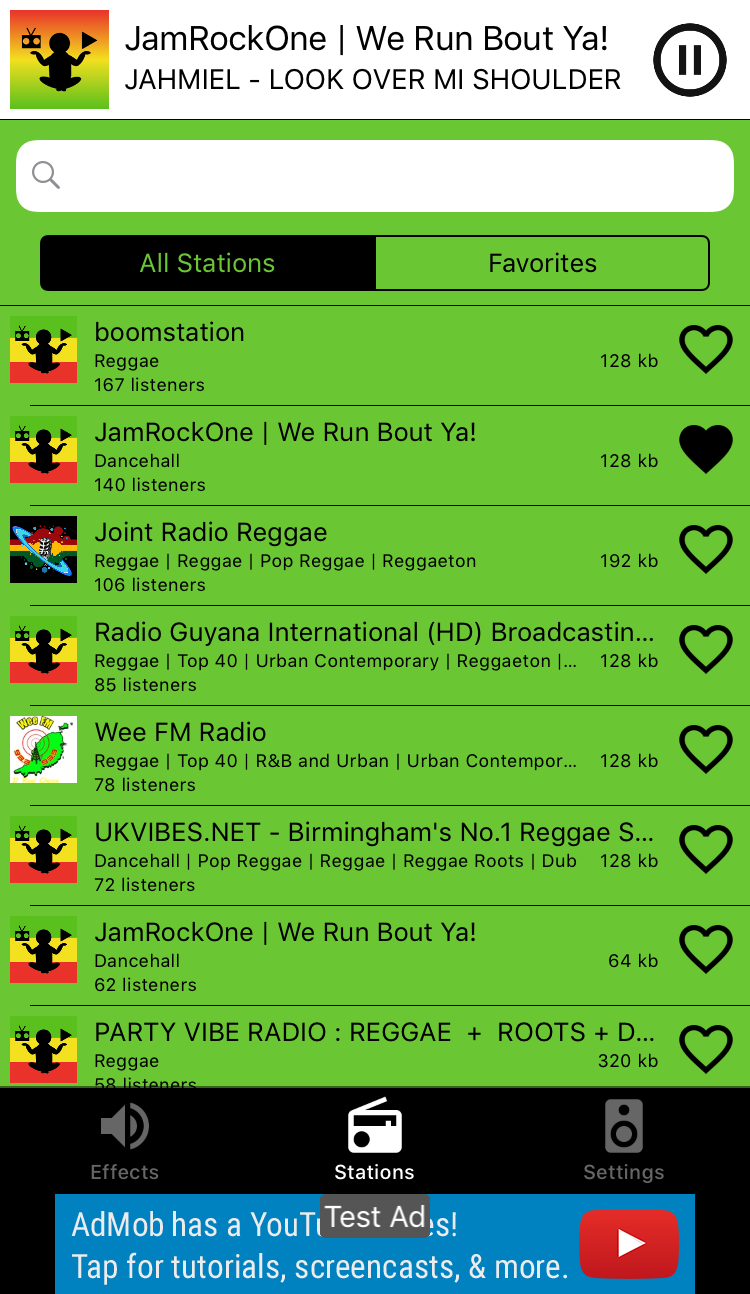 JamRockOne | We Run Bout Ya!
JAHMIEL - LOOK OVER MI SHOULDER
All Stations
Favorites
boomstation
Reggae
128 kb
167 listeners
JamRockOne | We Run Bout Ya!
Dancehall
128 kb
140 listeners
Joint Radio Reggae
Reggae | Reggae | Pop Reggae | Reggaeton
192 kb
106 listeners
Radio Guyana International (HD) Broadcastin...
Reggae | Top 40 | Urban Contemporary | Reggaeton |...
128 kb
85 listeners
Wee FM
Wee FM Radio
Reggae | Top 40 | R&B and Urban | Urban Contempor...
128 kb
78 listeners
UKVIBES.NET - Birmingham's No.1 Reggae S...
Dancehall | Pop Reggae | Reggae | Reggae Roots | Dub
128 kb
72 listeners
JamRockOne | We Run Bout Ya!
Dancehall
64 kb
62 listeners
PARTY VIBE RADIO : REGGAE + ROOTS + D...
Reggae
320 kb
58 listeners
Effects
Stations
Settings
AdMob has a YouTu es!
Test Ad
Tap for tutorials, screencasts, & more.